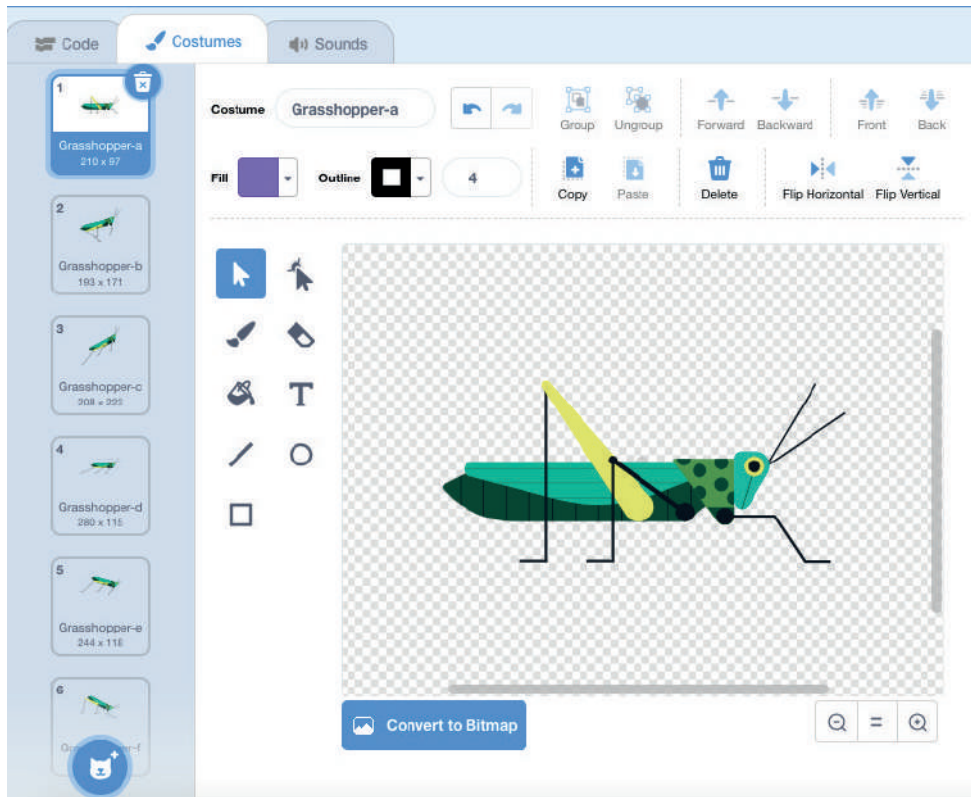 Code
Costumes
Sounds
1
Grasshopper-a
210 x 97
2
Grasshopper-b
193 x 171
3
Grasshopper-c
4
Grasshopper-d
280 x 115
5
Grasshopper-e
244 x 118
6
Costume
Grasshopper-a
Group
Ungroup
Forward
Backward
Front
Back
Fill
Outline
4
Copy
Paste
Delete
Flip Horizontal
Flip Vertical
T
Convert to Bitmap